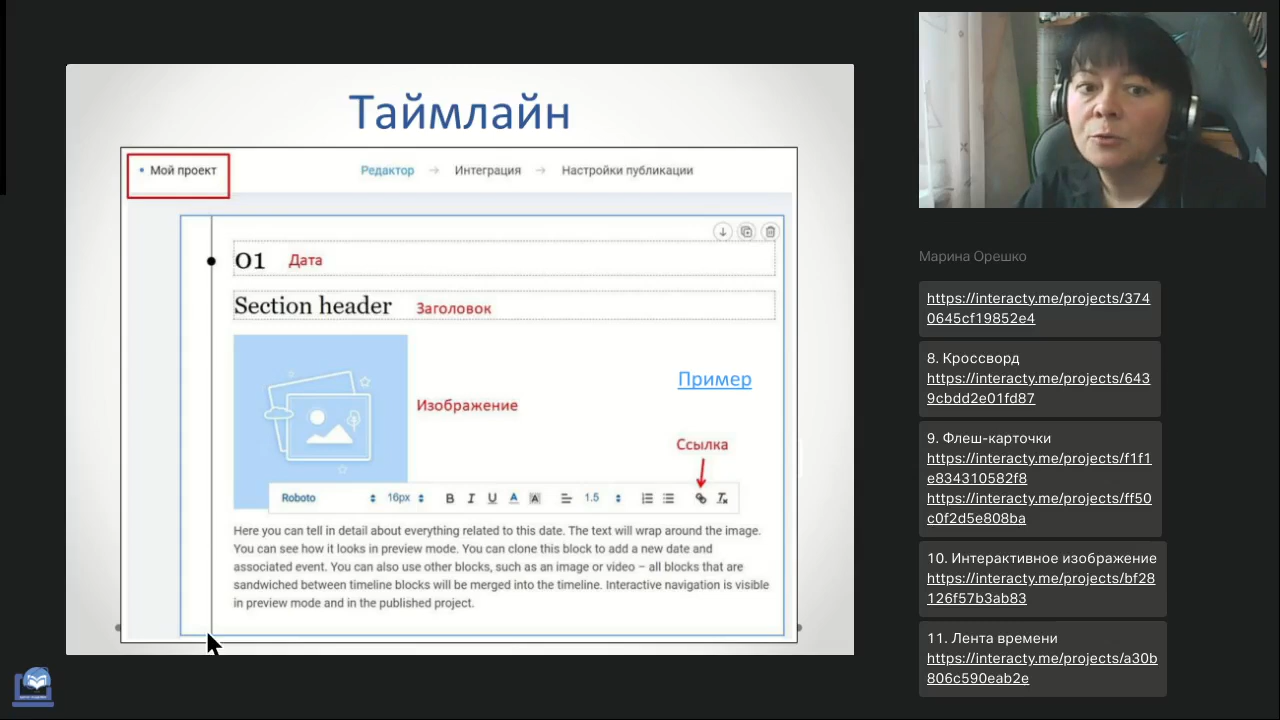 Таймлайн
Мой проект
Редактор → Интеграция → Настройки публикации
01 Дата
Section header Заголовок
Изображение
Пример
Ссылка
Roboto 16px B I U A A 1.5
Here you can tell in detail about everything related to this date. The text will wrap around the image.
You can see how it looks in preview mode. You can clone this block to add a new date and
associated event. You can also use other blocks, such as an image or video – all blocks that are
sandwiched between timeline blocks will be merged into the timeline. Interactive navigation is visible
in preview mode and in the published project.
Марина Орешко
https://interacty.me/projects/374
0645cf19852e4
8. Кроссворд
https://interacty.me/projects/643
9cbdd2e01fd87
9. Флеш-карточки
https://interacty.me/projects/f1f1
e834310582f8
https://interacty.me/projects/ff50
c0f2d5e808ba
10. Интерактивное изображение
https://interacty.me/projects/bf28
126f57b3ab83
11. Лента времени
https://interacty.me/projects/a30b
806c590eab2e